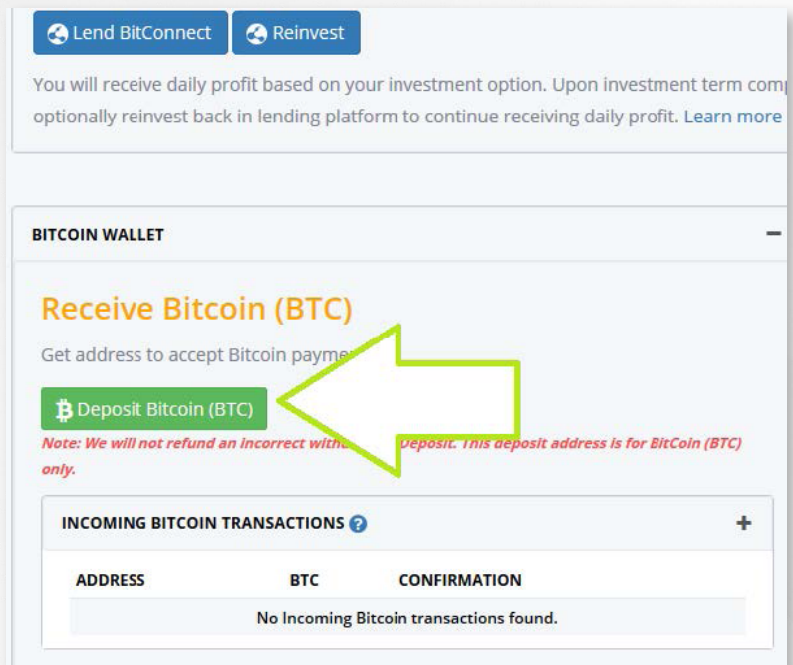 Lend BitConnect Reinvest
You will receive daily profit based on your investment option. Upon investment term
optionally reinvest back in lending platform to continue receiving daily profit. Learn more
BITCOIN WALLET
Receive Bitcoin (BTC)
Get address to accept Bitcoin
Deposit Bitcoin (BTC)
Note: We will not refund an incorrect Deposit. This deposit address is for BitCoin (BTC)
only.
INCOMING BITCOIN TRANSACTIONS
ADDRESS BTC CONFIRMATION
No Incoming Bitcoin transactions found.